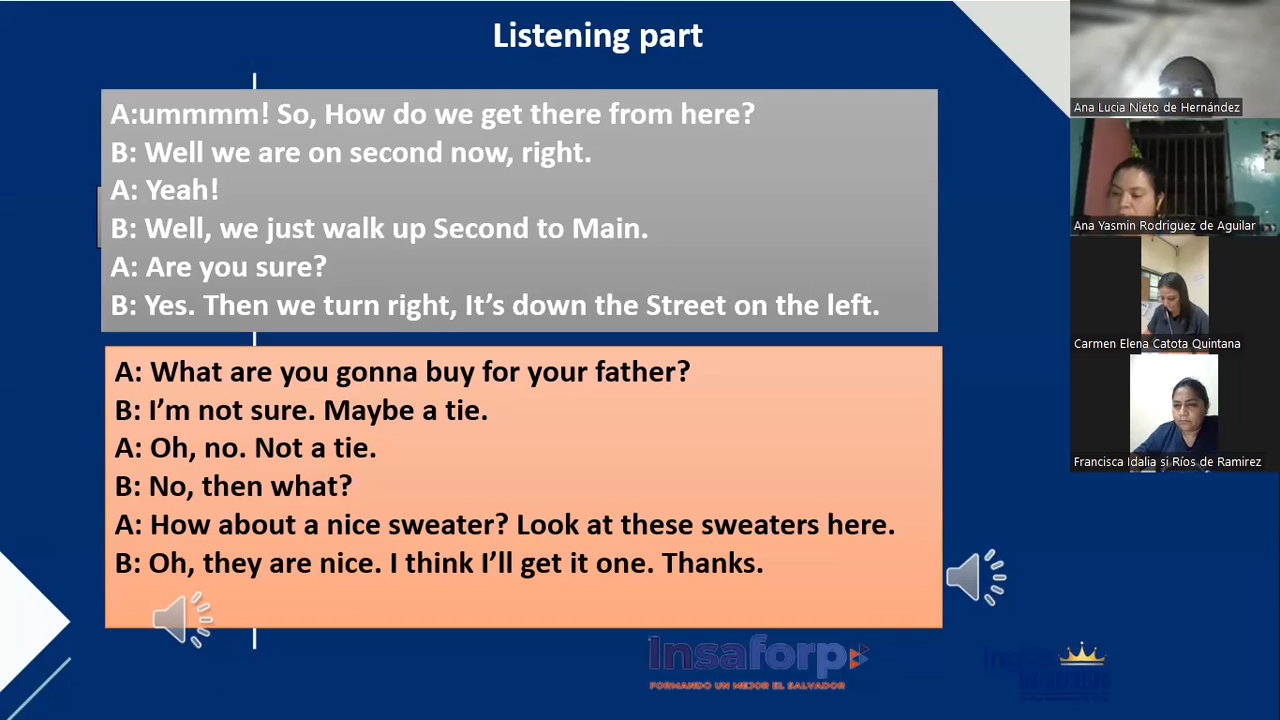 Listening part
A:ummmm! So, How do we get there from here?
B: Well we are on second now, right.
A: Yeah!
B: Well, we just walk up Second to Main.
A: Are you sure?
B: Yes. Then we turn right, It’s down the Street on the left.
A: What are you gonna buy for your father?
B: I’m not sure. Maybe a tie.
A: Oh, no. Not a tie.
B: No, then what?
A: How about a nice sweater? Look at these sweaters here.
B: Oh, they are nice. I think I’ll get it one. Thanks.
Insaforp
FORMANDO UN MEJOR EL SALVADOR
Ana Lucia Nieto de Hernández
Ana Yasmin Rodriguez de Aguilar
Carmen Elena Catota Quintana
Francisca Idalia si Ríos de Ramirez